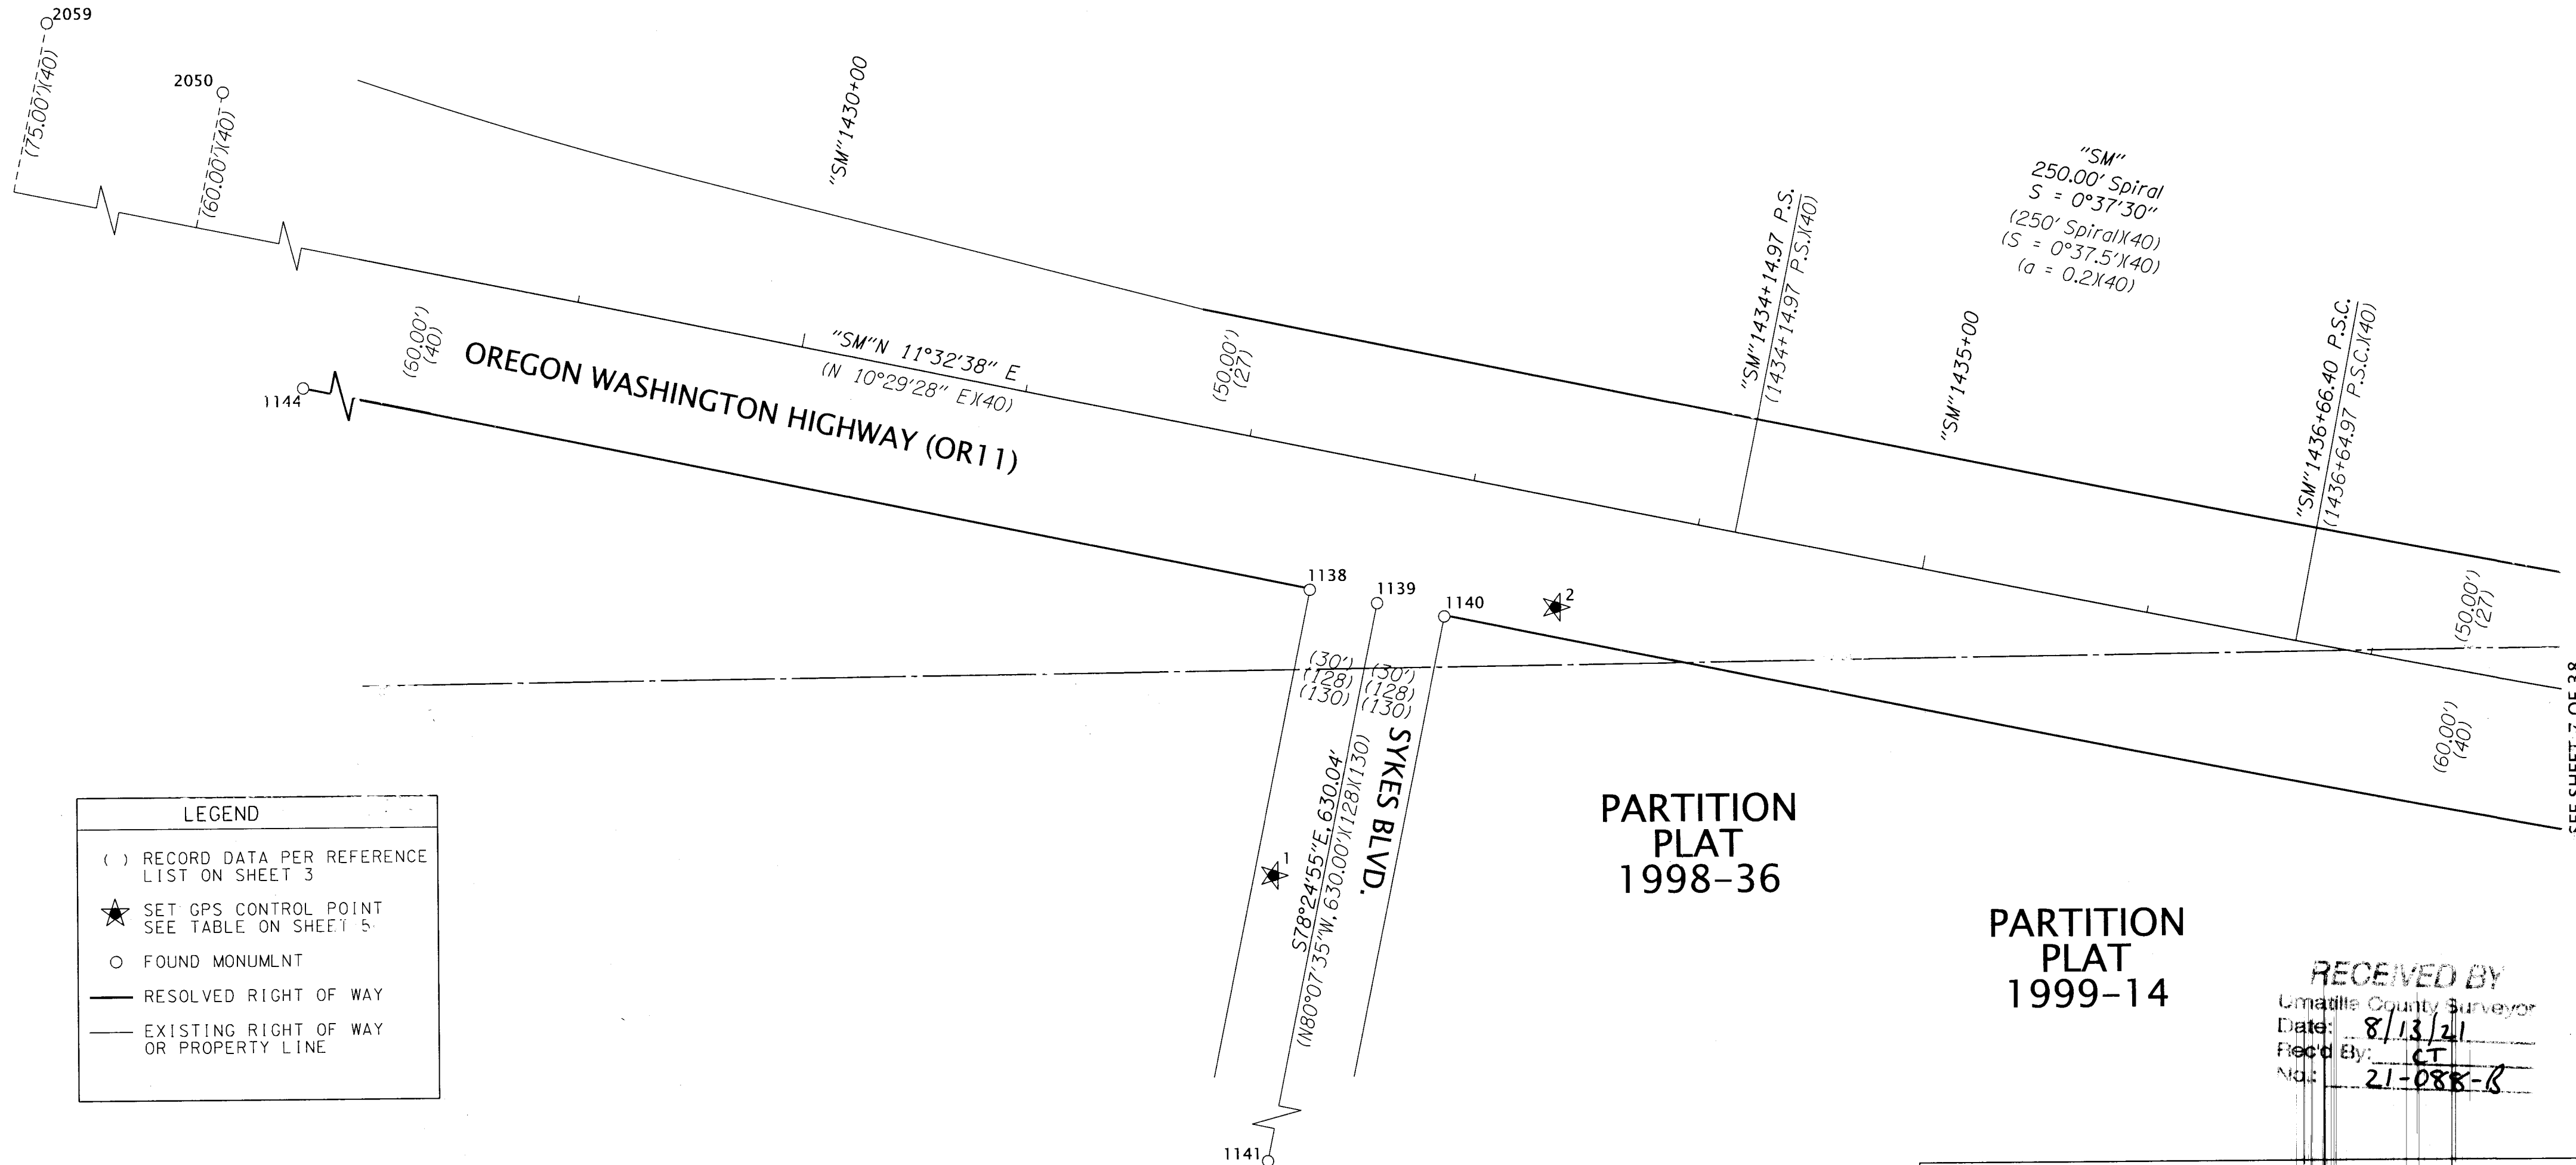 2059
(75.00')(40)
2050
(60.00')(40)
"SM"1430+00
"SM"1434+14.97 P.S.
(1434+14.97 P.S.)(40)
"SM"
250.00' Spiral
S = 0°37'30"
(250' Spiral)(40)
(S = 0°37.5')(40)
(a = 0.2)(40)
"SM"1435+00
"SM"1436+66.40 P.S.C.
(1436+64.97 P.S.C.)(40)
(60.00')
(40)
"SM"N 11°32'38" E
(N 10°29'28" E)(40)
OREGON WASHINGTON HIGHWAY (OR11)
(50.00')
(27)
1144
1138
1139
1140
2
(50.00')
(27)
(60.00')
(40)
SEE SHEET 7 OF 38
(30')
(128)
(130)
(30')
(128)
(130)
SYKES BLVD.
S78°24'55"E, 630.04'
(N80°07'35"W, 630.00')(128)(130)
1
1141
PARTITION
PLAT
1998-36
PARTITION
PLAT
1999-14
LEGEND
( ) RECORD DATA PER REFERENCE
LIST ON SHEET 3
SET GPS CONTROL POINT
SEE TABLE ON SHEET 5
FOUND MONUMLNT
RESOLVED RIGHT OF WAY
EXISTING RIGHT OF WAY
OR PROPERTY LINE
RECEIVED BY
Umatilla County Surveyor
Date: 8/13/21
Rec'd By: CT
No.: 21-088-B